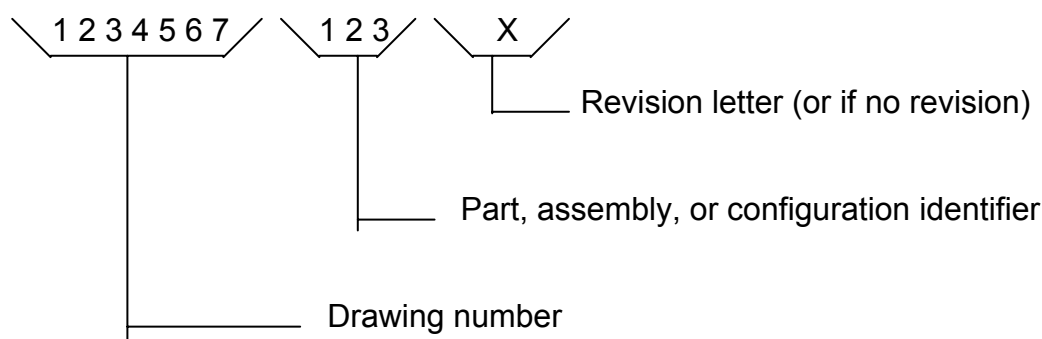 1 2 3 4 5 6 7 1 2 3 X
Revision letter (or if no revision)
Part, assembly, or configuration identifier
Drawing number